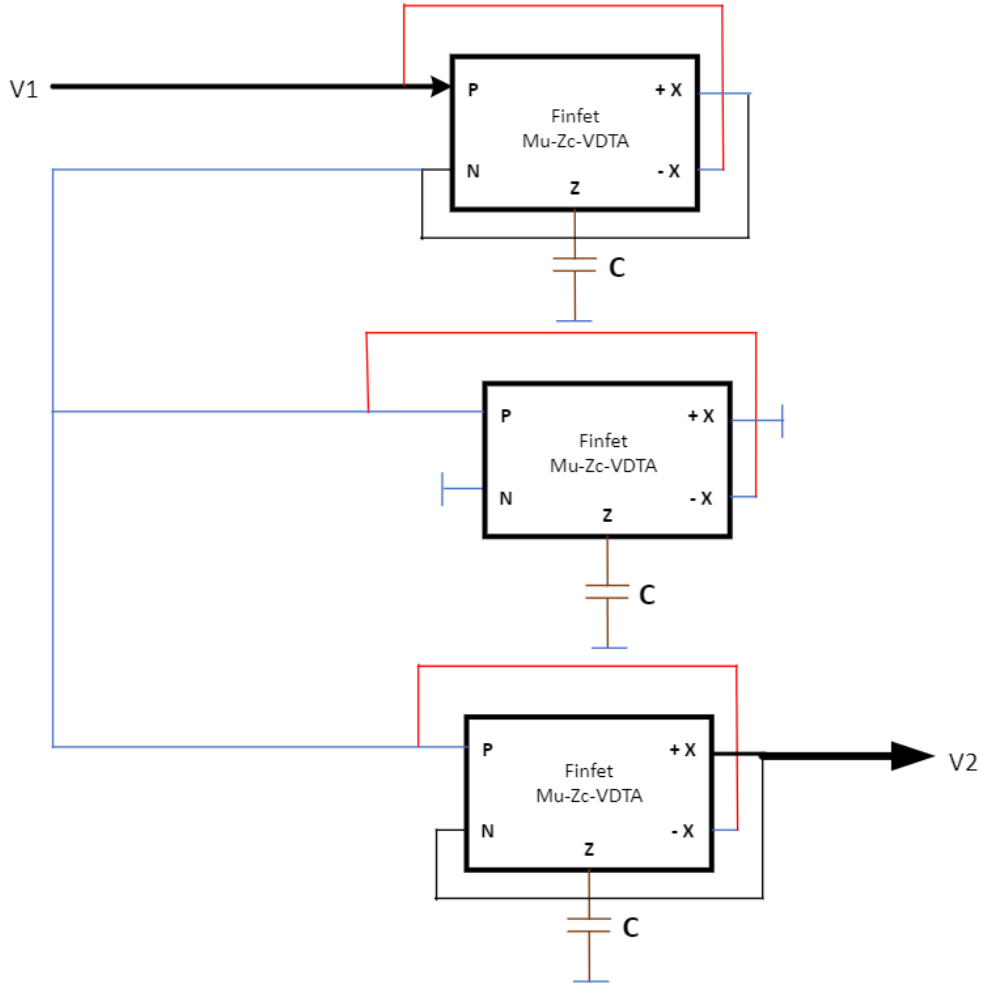 V1
P
+ X
Finfet
Mu-Zc-VDTA
N
- X
Z
C
P
+ X
Finfet
Mu-Zc-VDTA
N
- X
Z
C
P
+ X
V2
Finfet
Mu-Zc-VDTA
N
- X
Z
C